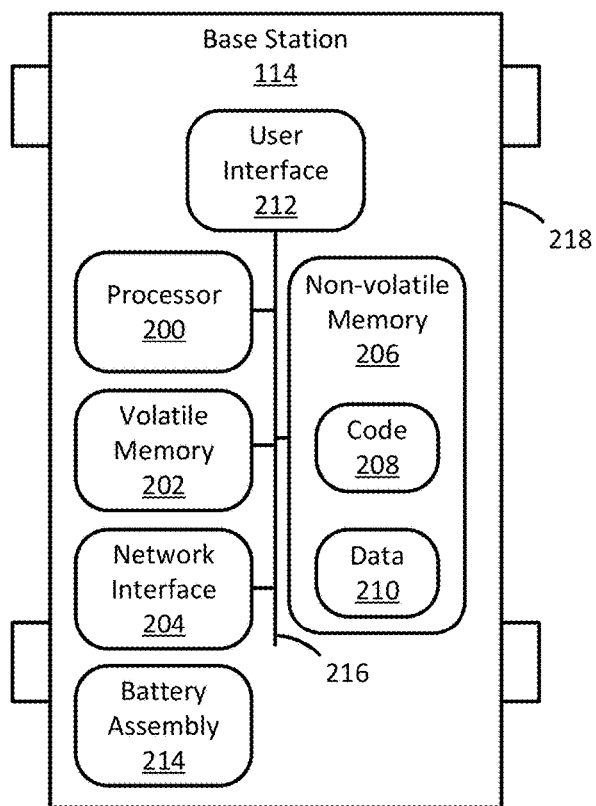 Base Station
114
User
Interface
212
218
Processor
200
Non-volatile
Memory
206
Volatile
Memory
202
Code
208
Network
Interface
204
Data
210
216
Battery
Assembly
214